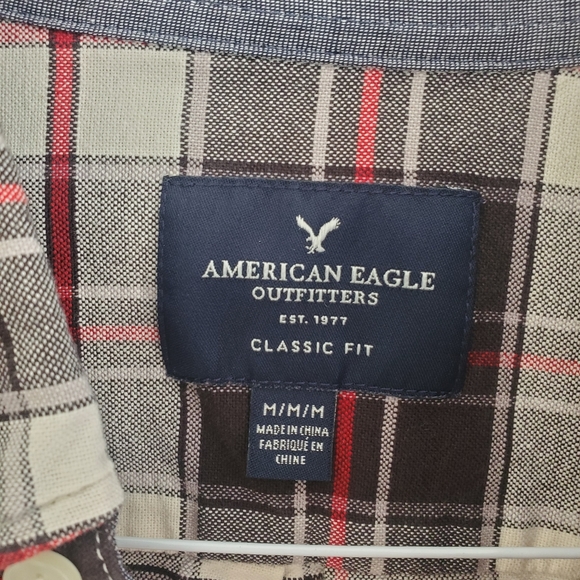 AMERICAN EAGLE
OUTFITTERS
EST. 1977
CLASSIC FIT
M/M/M
MADE IN CHINA
FABRIQUÉ EN
CHINE